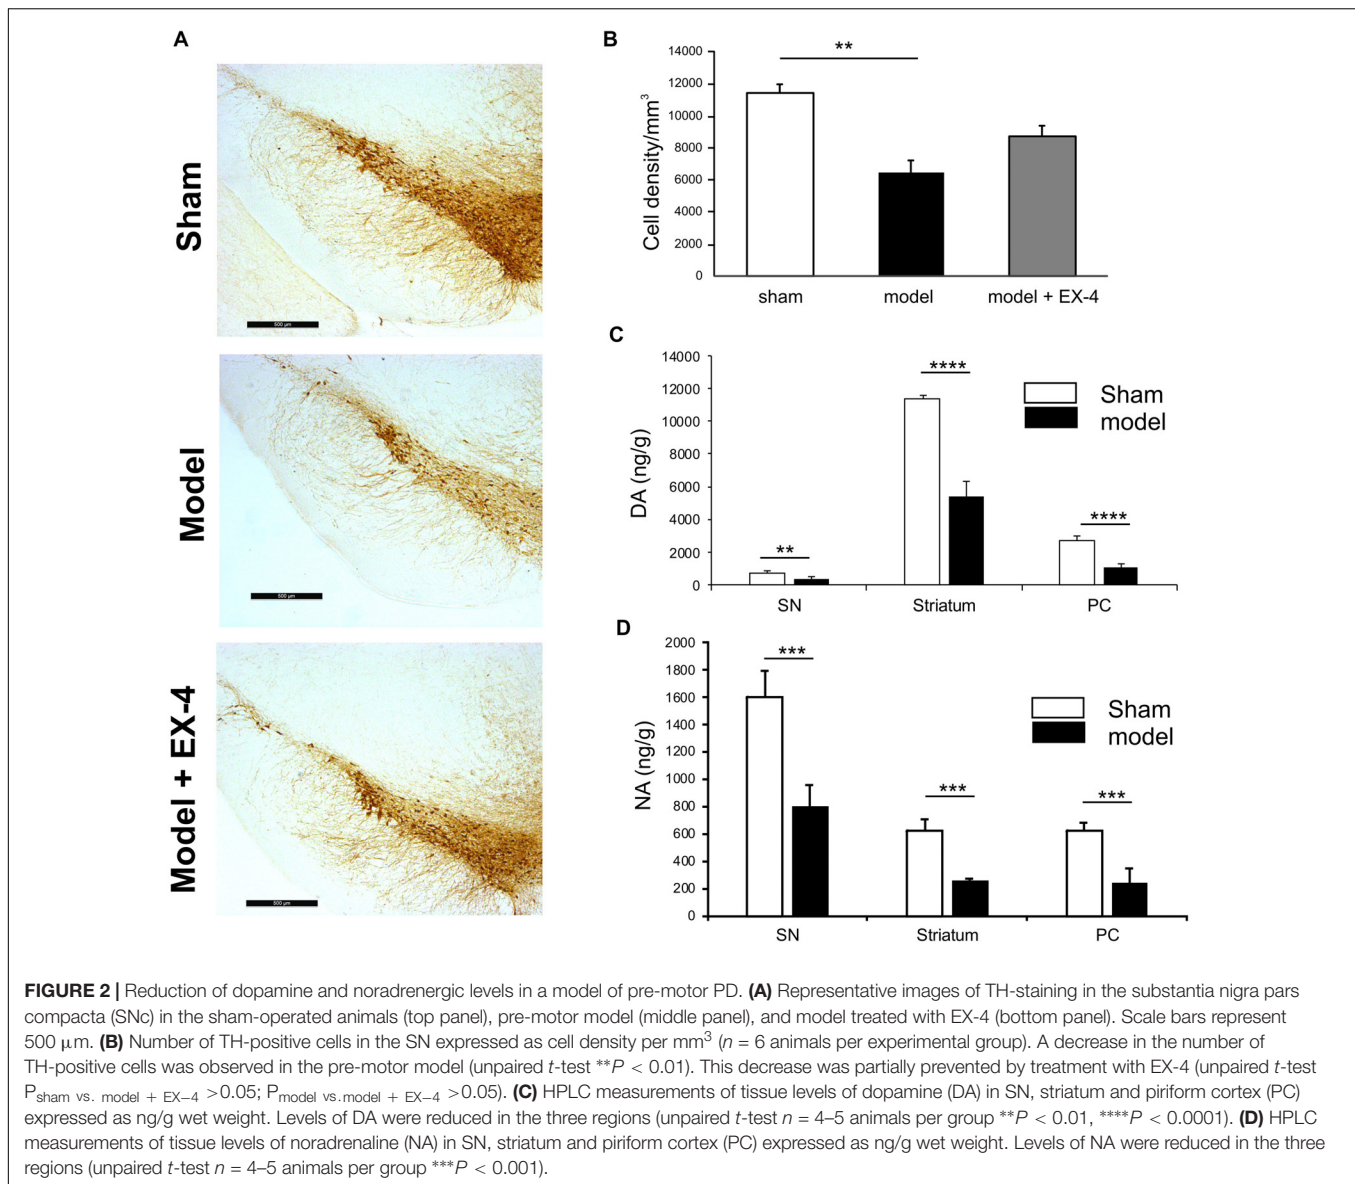 A
Sham
500 µm
Model
500 µm
Model + EX-4
500 µm
B
Cell density/mm3
14000
12000
10000
8000
6000
4000
2000
0
**
sham model model + EX-4
C
DA (ng/g)
14000
12000
10000
8000
6000
4000
2000
0
**
****
****
Sham
model
SN Striatum PC
D
NA (ng/g)
2000
1800
1600
1400
1200
1000
800
600
400
200
0
***
***
***
Sham
model
SN Striatum PC
FIGURE 2 | Reduction of dopamine and noradrenergic levels in a model of pre-motor PD. (A) Representative images of TH-staining in the substantia nigra pars
compacta (SNc) in the sham-operated animals (top panel), pre-motor model (middle panel), and model treated with EX-4 (bottom panel). Scale bars represent
500 µm. (B) Number of TH-positive cells in the SN expressed as cell density per mm3 (n = 6 animals per experimental group). A decrease in the number of
TH-positive cells was observed in the pre-motor model (unpaired t-test **P < 0.01). This decrease was partially prevented by treatment with EX-4 (unpaired t-test
Psham vs. model + EX−4 >0.05; Pmodel vs.model + EX−4 >0.05). (C) HPLC measurements of tissue levels of dopamine (DA) in SN, striatum and piriform cortex (PC)
expressed as ng/g wet weight. Levels of DA were reduced in the three regions (unpaired t-test n = 4–5 animals per group **P < 0.01, ****P < 0.0001). (D) HPLC
measurements of tissue levels of noradrenaline (NA) in SN, striatum and piriform cortex (PC) expressed as ng/g wet weight. Levels of NA were reduced in the three
regions (unpaired t-test n = 4–5 animals per group ***P < 0.001).